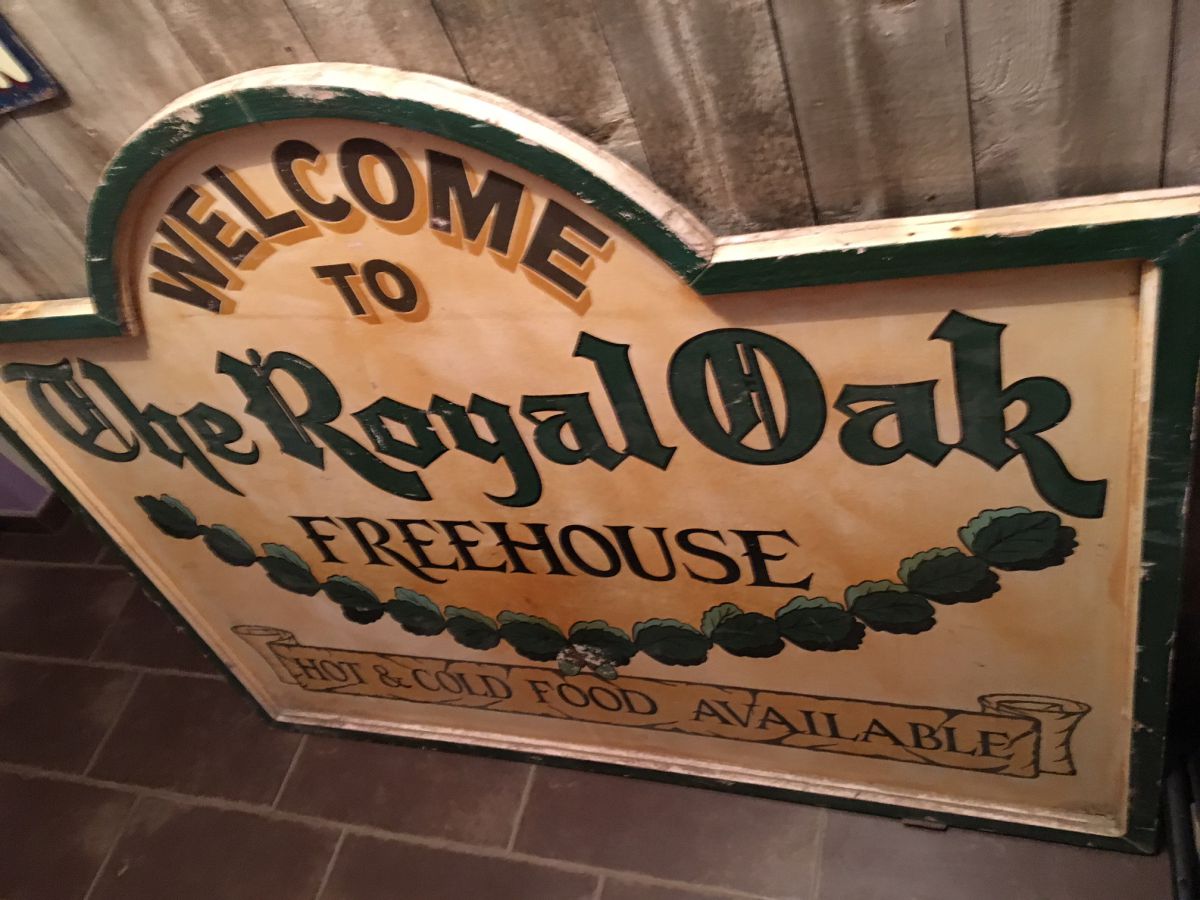 WELCOME
TO
The Royal Oak
FREEHOUSE
HOT & COLD FOOD AVAILABLE